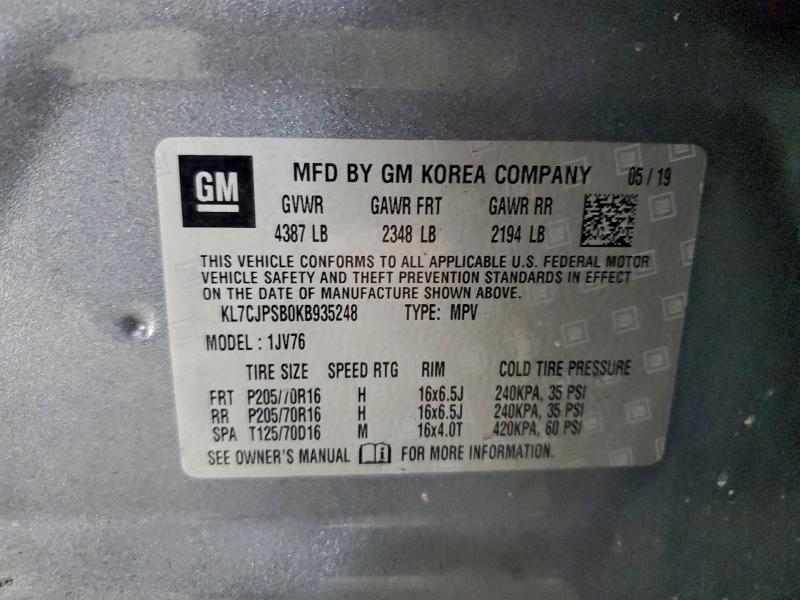 GM
MFD BY GM KOREA COMPANY 05 / 19
GVWR GAWR FRT GAWR RR
4387 LB 2348 LB 2194 LB
THIS VEHICLE CONFORMS TO ALL APPLICABLE U.S. FEDERAL MOTOR
VEHICLE SAFETY AND THEFT PREVENTION STANDARDS IN EFFECT
ON THE DATE OF MANUFACTURE SHOWN ABOVE.
KL7CJPSB0KB935248 TYPE: MPV
MODEL : 1JV76
TIRE SIZE SPEED RTG RIM COLD TIRE PRESSURE
FRT P205/70R16 H 16x6.5J 240KPA, 35 PSI
RR P205/70R16 H 16x6.5J 240KPA, 35 PSI
SPA T125/70D16 M 16x4.0T 420KPA, 60 PSI
SEE OWNER'S MANUAL i FOR MORE INFORMATION.